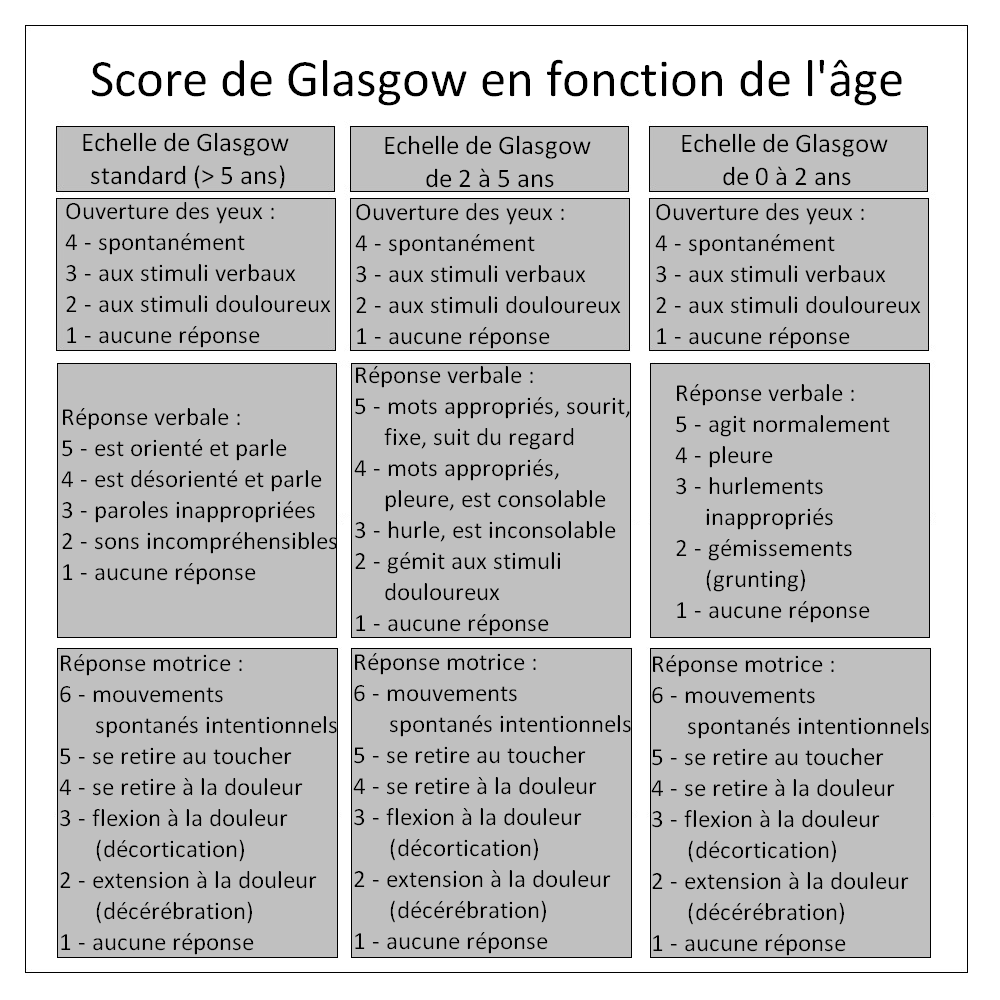 Score de Glasgow en fonction de l'âge
Echelle de Glasgow
standard (> 5 ans)
Ouverture des yeux :
4 - spontanément
3 - aux stimuli verbaux
2 - aux stimuli douloureux
1 - aucune réponse
Réponse verbale :
5 - est orienté et parle
4 - est désorienté et parle
3 - paroles inappropriées
2 - sons incompréhensibles
1 - aucune réponse
Réponse motrice :
6 - mouvements
spontanés intentionnels
5 - se retire au toucher
4 - se retire à la douleur
3 - flexion à la douleur
(décortication)
2 - extension à la douleur
(décérébration)
1 - aucune réponse
Echelle de Glasgow
de 2 à 5 ans
Ouverture des yeux :
4 - spontanément
3 - aux stimuli verbaux
2 - aux stimuli douloureux
1 - aucune réponse
Réponse verbale :
5 - mots appropriés, sourit,
fixe, suit du regard
4 - mots appropriés,
pleure, est consolable
3 - hurle, est inconsolable
2 - gémit aux stimuli
douloureux
1 - aucune réponse
Réponse motrice :
6 - mouvements
spontanés intentionnels
5 - se retire au toucher
4 - se retire à la douleur
3 - flexion à la douleur
(décortication)
2 - extension à la douleur
(décérébration)
1 - aucune réponse
Echelle de Glasgow
de 0 à 2 ans
Ouverture des yeux :
4 - spontanément
3 - aux stimuli verbaux
2 - aux stimuli douloureux
1 - aucune réponse
Réponse verbale :
5 - agit normalement
4 - pleure
3 - hurlements
inappropriés
2 - gémissements
(grunting)
1 - aucune réponse
Réponse motrice :
6 - mouvements
spontanés intentionnels
5 - se retire au toucher
4 - se retire à la douleur
3 - flexion à la douleur
(décortication)
2 - extension à la douleur
(décérébration)
1 - aucune réponse